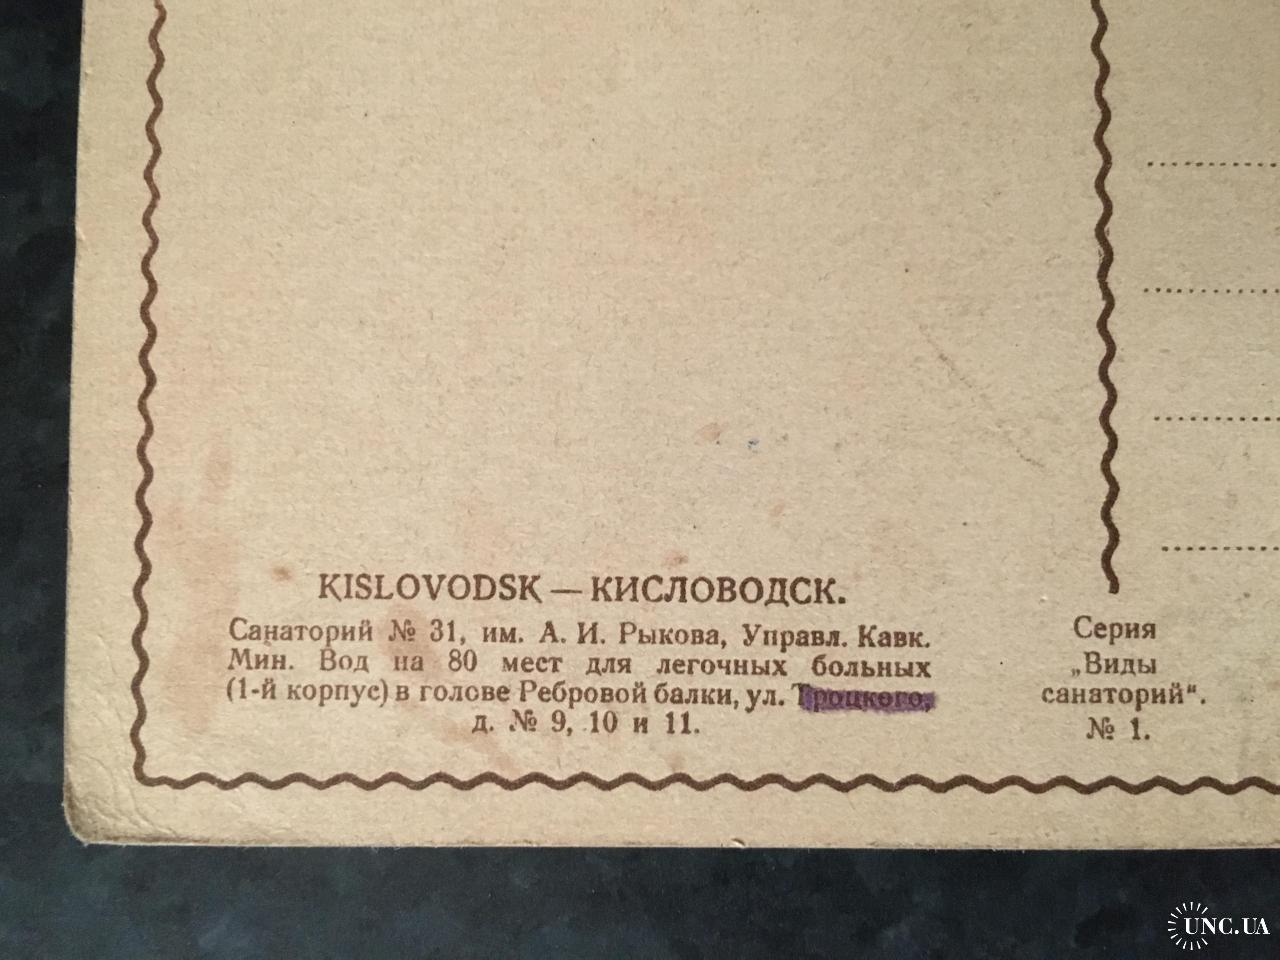 KISLOVODSK — КИСЛОВОДСК.
Санаторий № 31, им. А. И. Рыкова, Управл. Кавк.
Мин. Вод на 80 мест для легочных больных
(1-й корпус) в голове Ребровой балки, ул. Троцкого,
д. № 9, 10 и 11.
Серия
„Виды
санаторий“.
№ 1.
UNC.UA